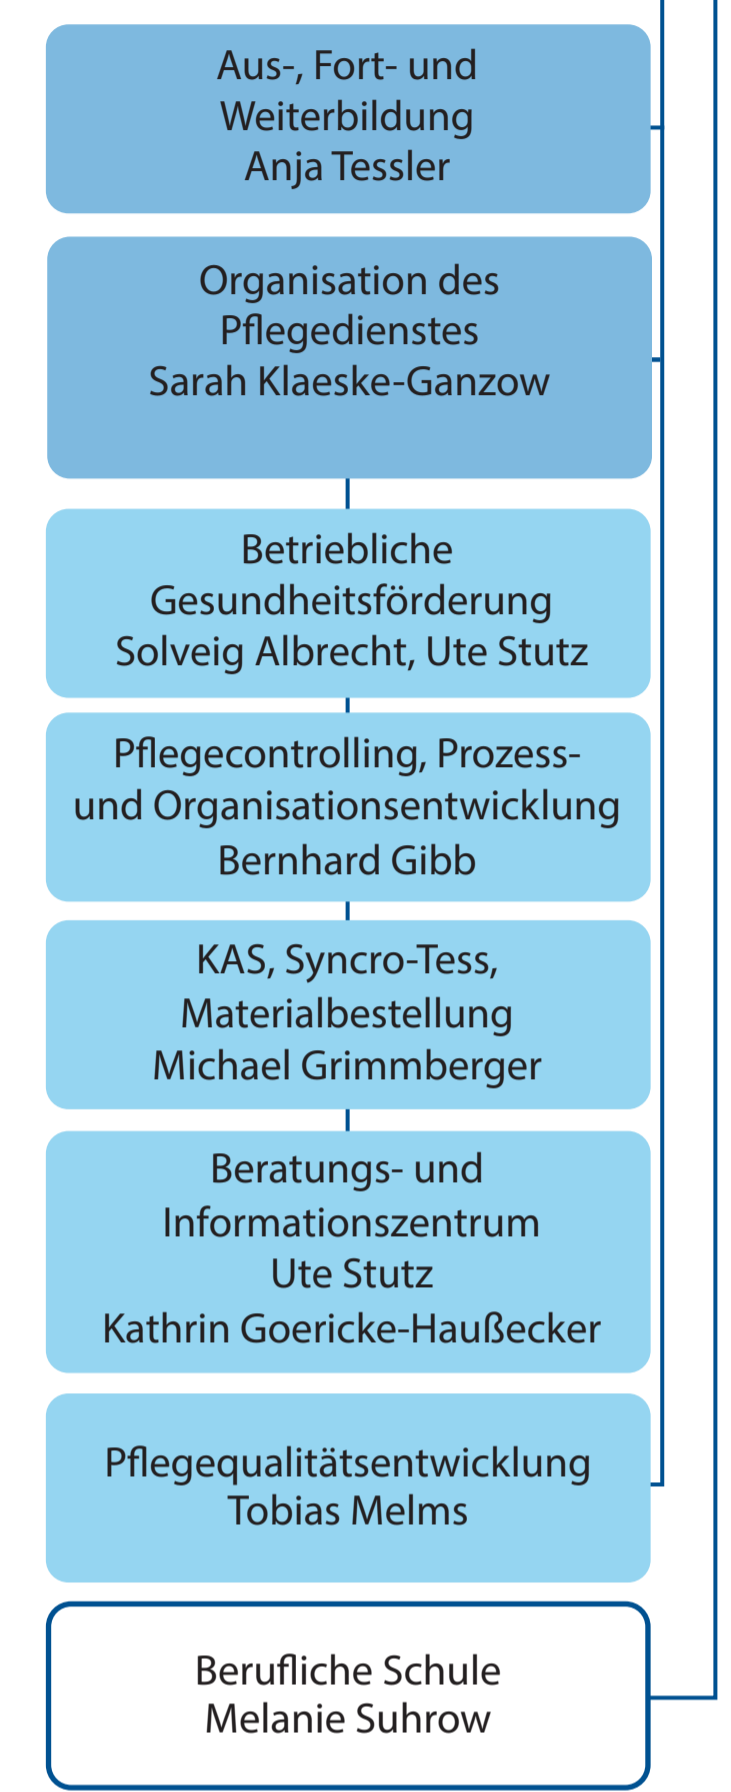 Aus-, Fort- und
Weiterbildung
Anja Tessler
Organisation des
Pflegedienstes
Sarah Klaeske-Ganzow
Betriebliche
Gesundheitsförderung
Solveig Albrecht, Ute Stutz
Pflegecontrolling, Prozess-
und Organisationsentwicklung
Bernhard Gibb
KAS, Syncro-Tess,
Materialbestellung
Michael Grimmberger
Beratungs- und
Informationszentrum
Ute Stutz
Kathrin Goericke-Haußecker
Pflegequalitätsentwicklung
Tobias Melms
Berufliche Schule
Melanie Suhrow